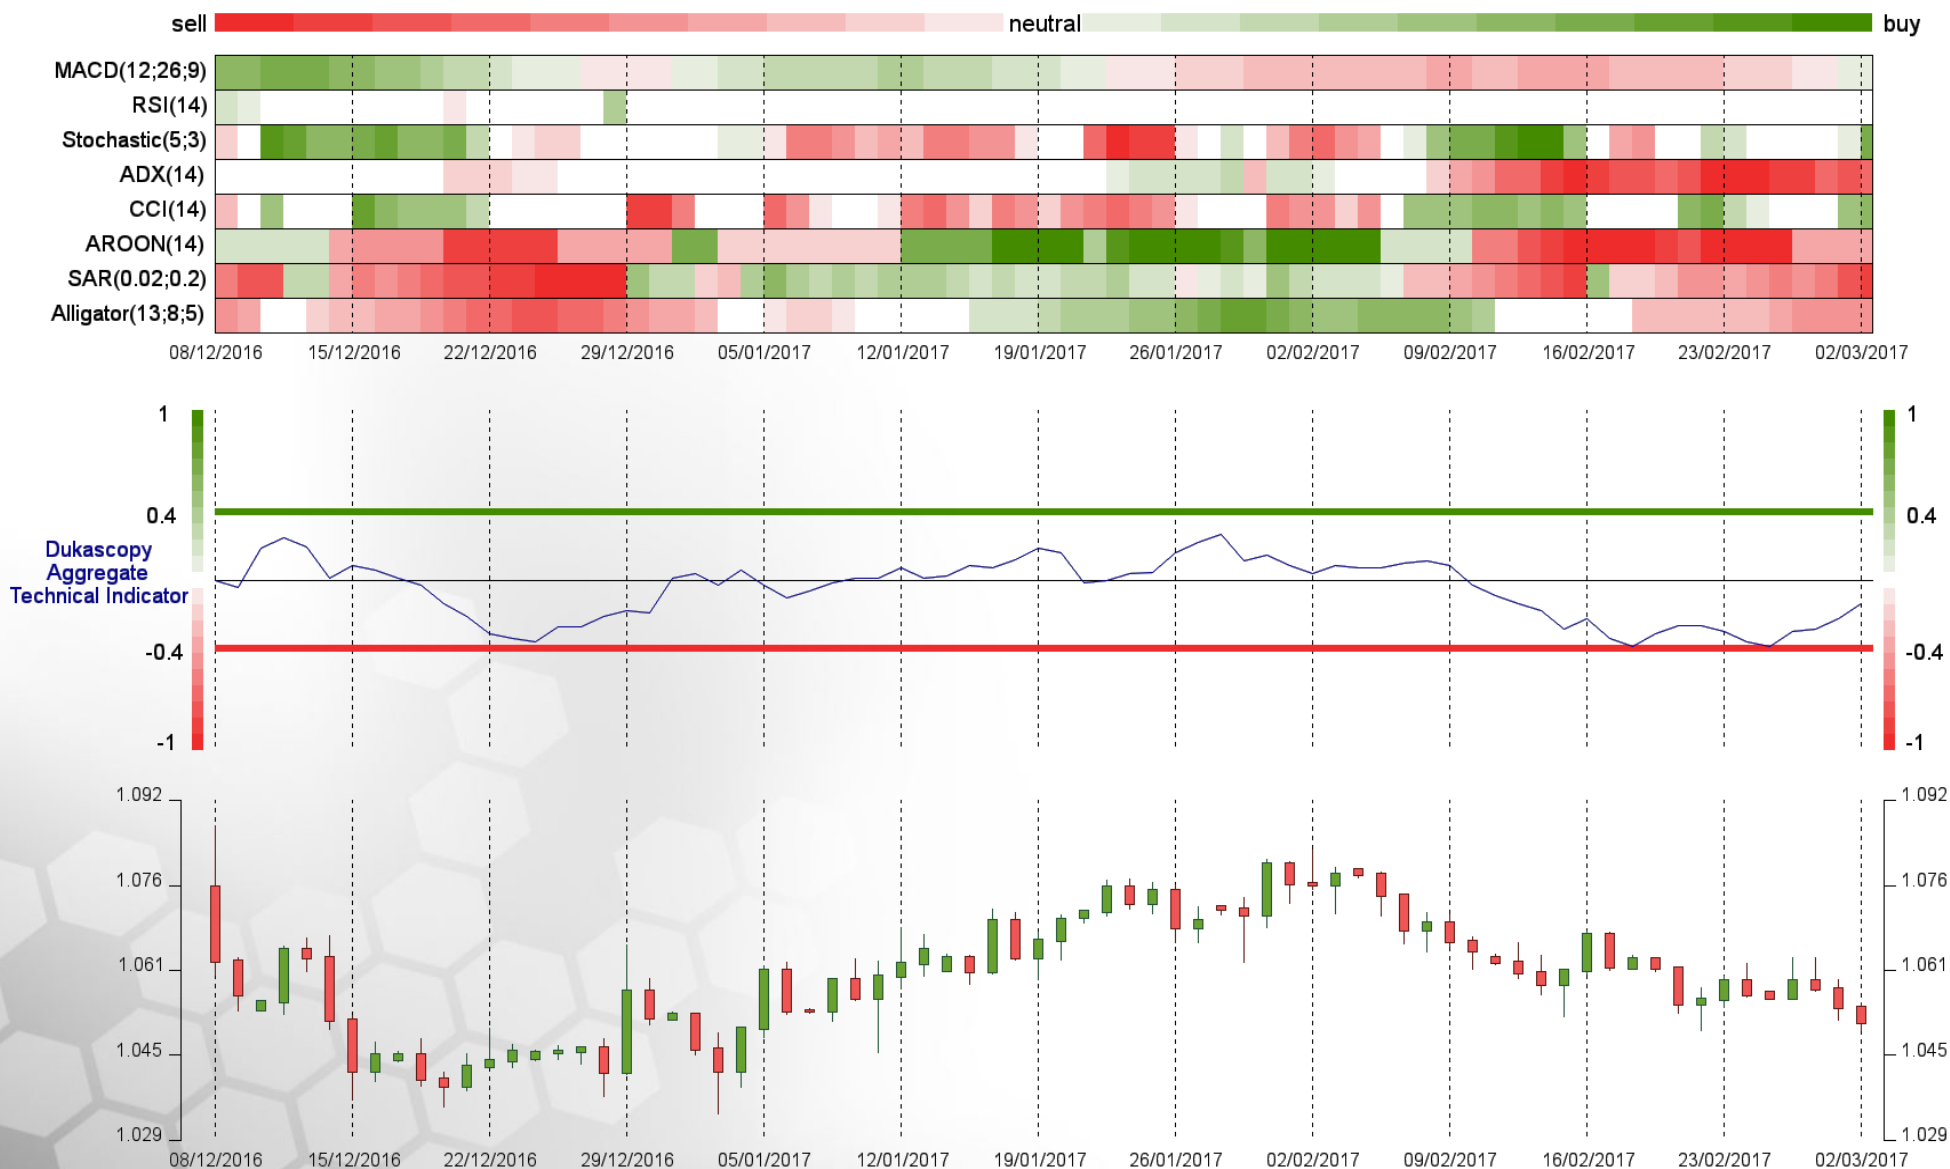 sell neutral buy
MACD(12;26;9)
RSI(14)
Stochastic(5;3)
ADX(14)
CCI(14)
AROON(14)
SAR(0.02;0.2)
Alligator(13;8;5)
08/12/2016 15/12/2016 22/12/2016 29/12/2016 05/01/2017 12/01/2017 19/01/2017 26/01/2017 02/02/2017 09/02/2017 16/02/2017 23/02/2017 02/03/2017
1 1
0.4 0.4
Dukascopy
Aggregate
Technical Indicator
-0.4 -0.4
-1 -1
1.092 1.092
1.076 1.076
1.061 1.061
1.045 1.045
1.029 1.029
08/12/2016 15/12/2016 22/12/2016 29/12/2016 05/01/2017 12/01/2017 19/01/2017 26/01/2017 02/02/2017 09/02/2017 16/02/2017 23/02/2017 02/03/2017